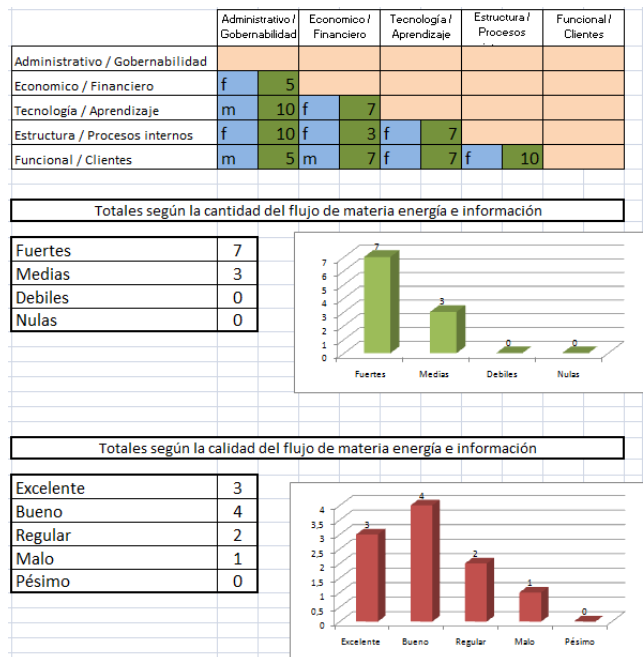 Administrativo / Gobernabilidad
Economico / Financiero
Tecnología / Aprendizaje
Estructura / Procesos
Funcional / Clientes
Administrativo / Gobernabilidad
Economico / Financiero f 5
Tecnología / Aprendizaje m 10 f 7
Estructura / Procesos internos f 10 f 3 f 7
Funcional / Clientes m 5 m 7 f 7 f 10
Totales según la cantidad del flujo de materia energía e información
Fuertes 7
Medias 3
Debiles 0
Nulas 0
7
6
5
4
3
2
1
0
7
3
0
0
Fuertes Medias Debiles Nulas
Totales según la calidad del flujo de materia energía e información
Excelente 3
Bueno 4
Regular 2
Malo 1
Pésimo 0
4
3,5
3
2,5
2
1,5
1
0,5
0
3
4
2
1
0
Excelente Bueno Regular Malo Pésimo